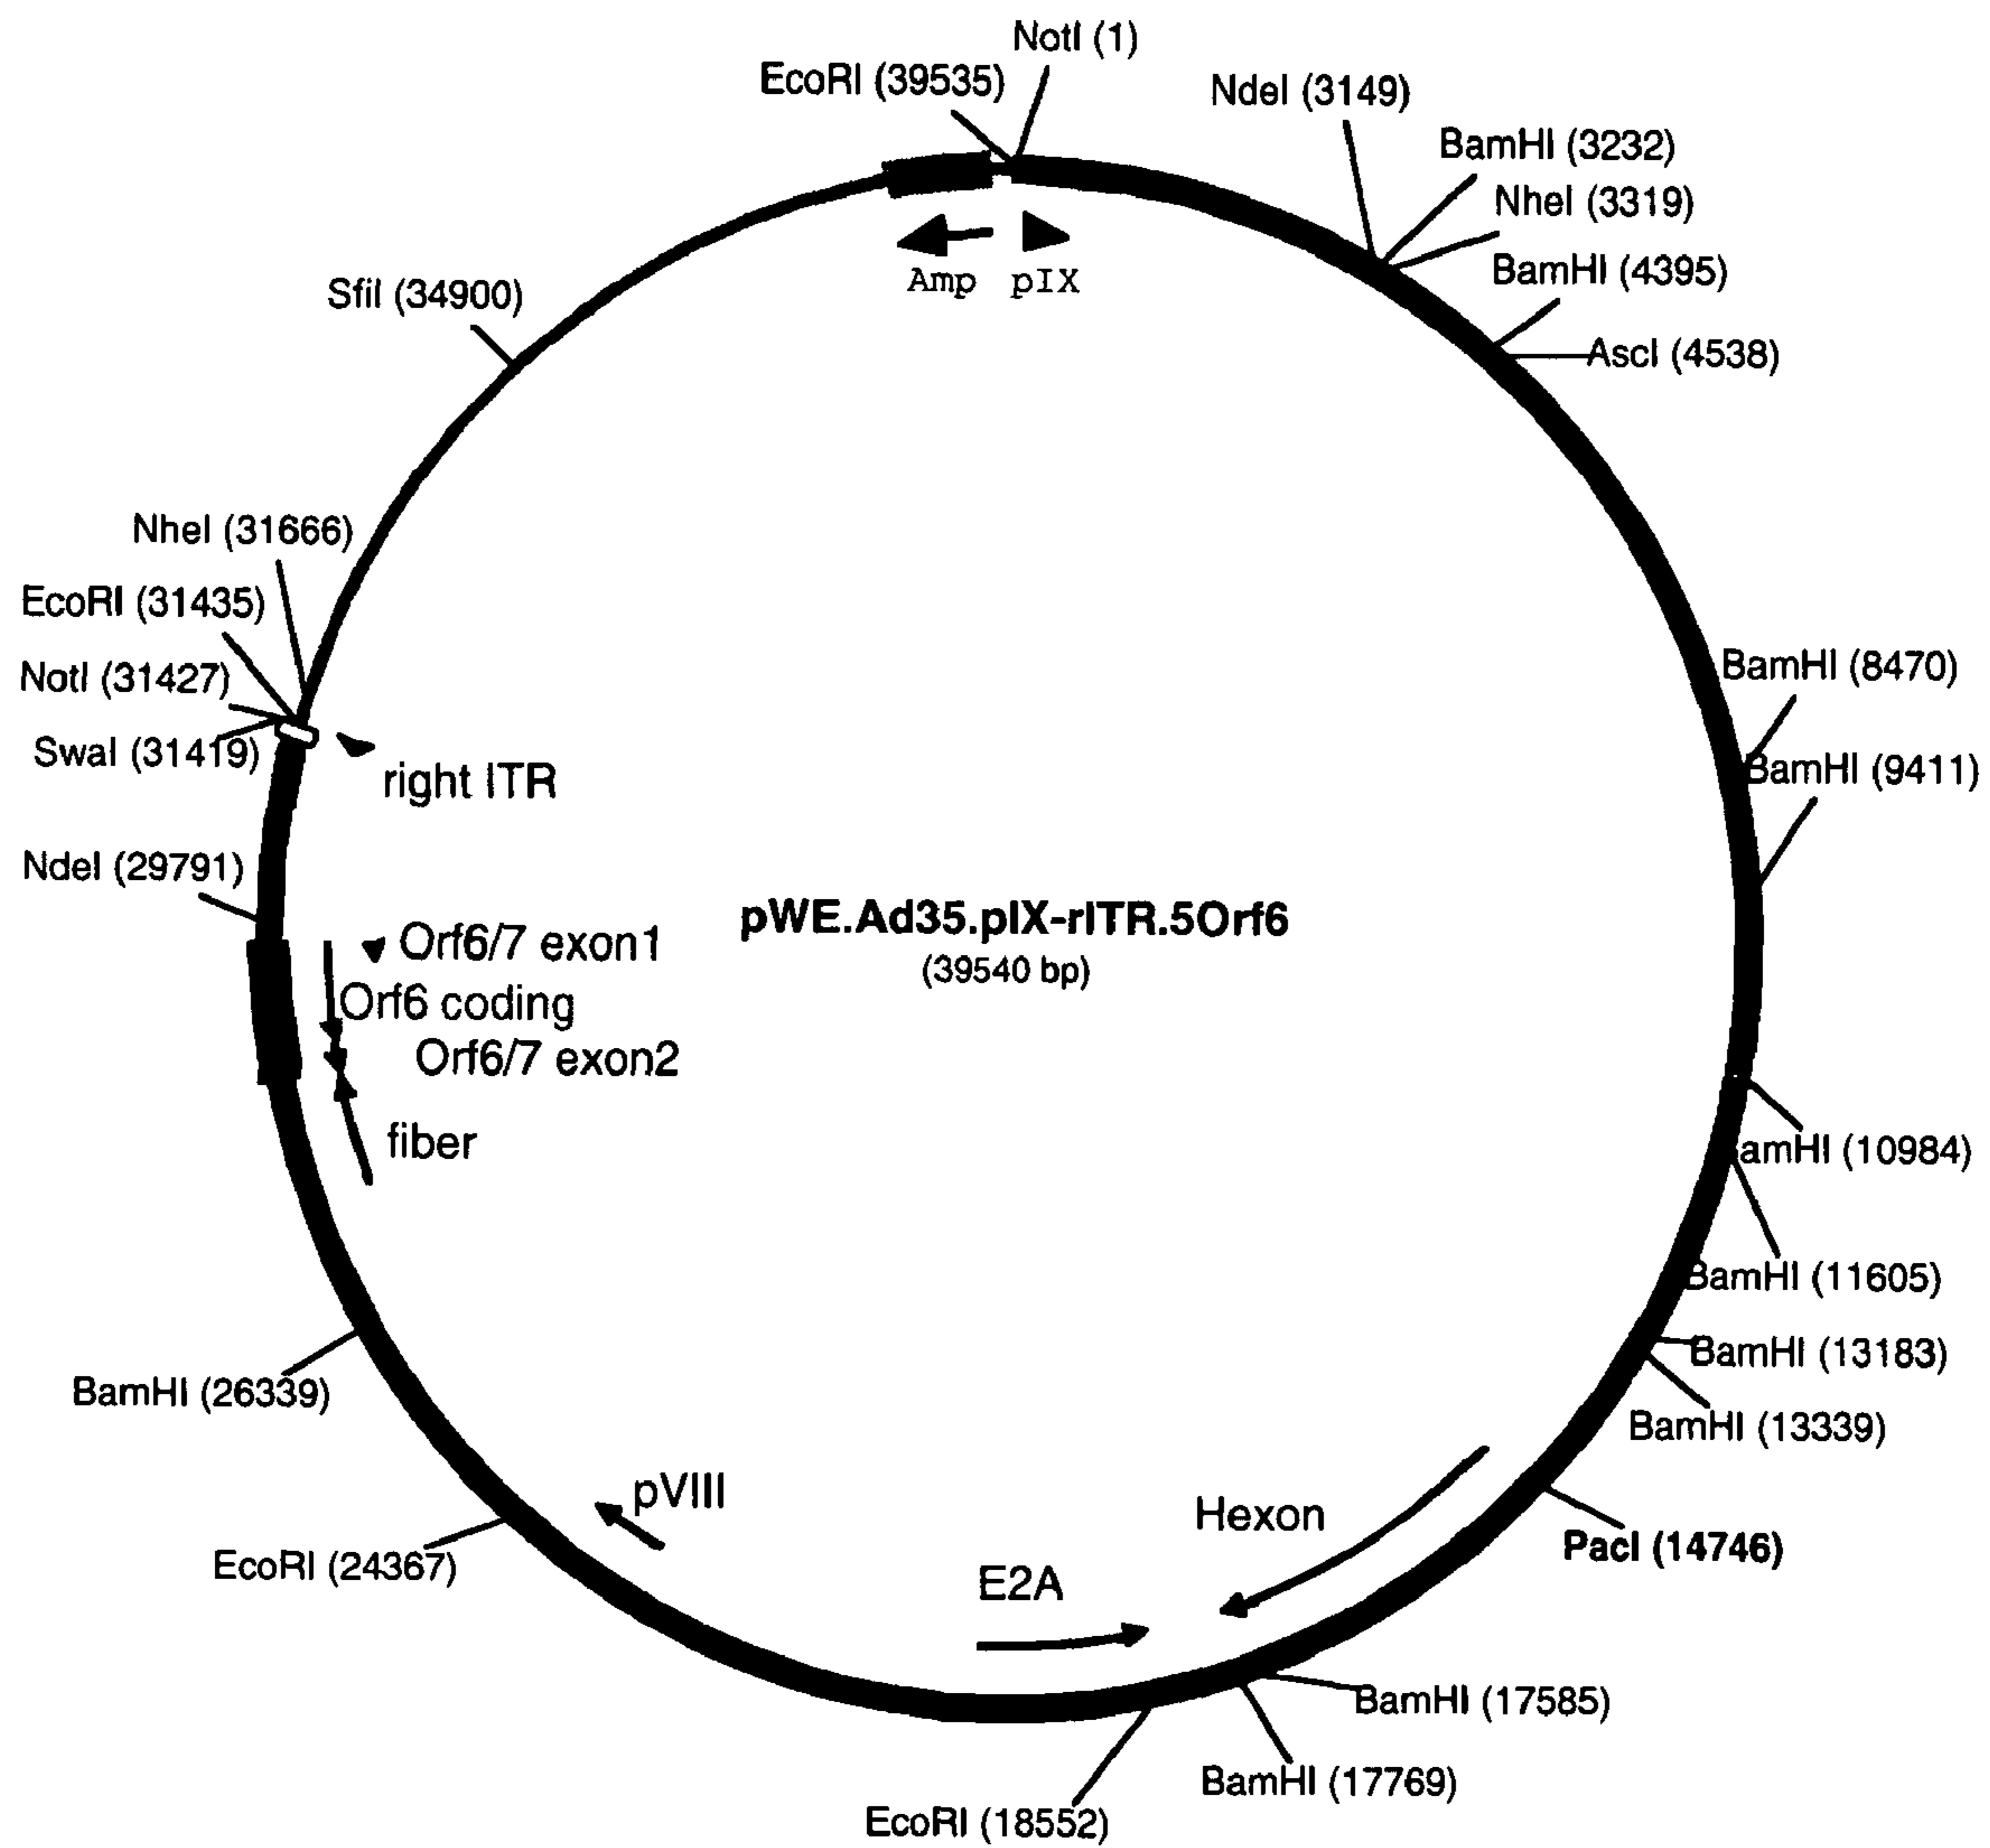 NotI (1)
EcoRI (39535)
NdeI (3149)
BamHI (3232)
NheI (3319)
BamHI (4395)
AscI (4538)
Amp
pIX
SfiI (34900)
NheI (31666)
EcoRI (31435)
NotI (31427)
SwaI (31419)
right ITR
BamHI (8470)
BamHI (9411)
NdeI (29791)
pWE.Ad35.pIX-rITR.5Orf6
(39540 bp)
Orf6/7 exon1
Orf6 coding
Orf6/7 exon2
fiber
amHI (10984)
BamHI (11605)
BamHI (13183)
BamHI (13339)
BamHI (26339)
pVIII
Hexon
PacI (14746)
EcoRI (24367)
E2A
BamHI (17585)
BamHI (17769)
EcoRI (18552)